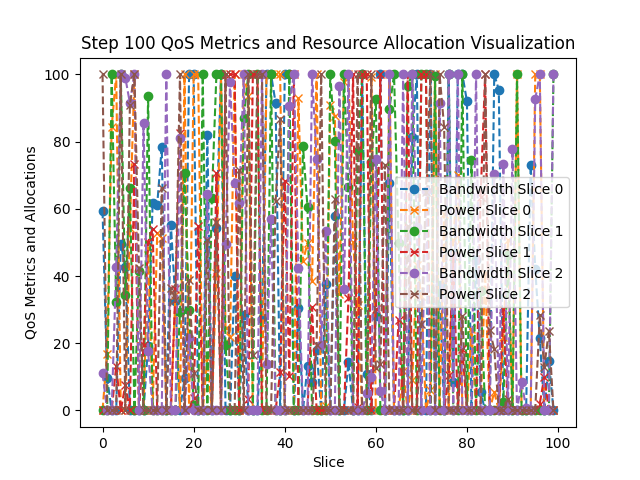 Step 100 QoS Metrics and Resource Allocation Visualization
QoS Metrics and Allocations
100
80
60
40
20
0
Bandwidth Slice 0
Power Slice 0
Bandwidth Slice 1
Power Slice 1
Bandwidth Slice 2
Power Slice 2
0 20 40 60 80 100
Slice